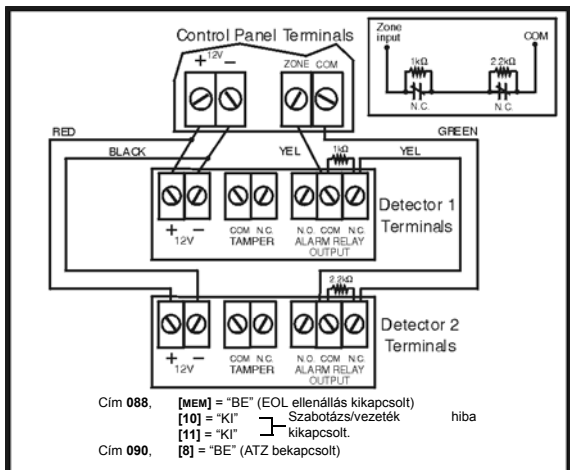 Control Panel Terminals
+ 12V −
ZONE COM
Zone input
COM
1kΩ
2.2kΩ
N.C.
N.C.
RED
GREEN
BLACK
YEL
1kΩ
YEL
Detector 1
Terminals
+ −
12V
COM N.C.
TAMPER
N.O. COM N.C.
ALARM RELAY
OUTPUT
2.2kΩ
Detector 2
Terminals
+ −
12V
COM N.C.
TAMPER
N.O. COM N.C.
ALARM RELAY
OUTPUT
Cím 088, [MEM] = “BE” (EOL ellenállás kikapcsolt)
[10] = “KI” Szabotázs/vezeték hiba
[11] = “KI” kikapcsolt.
Cím 090, [8] = “BE” (ATZ bekapcsolt)